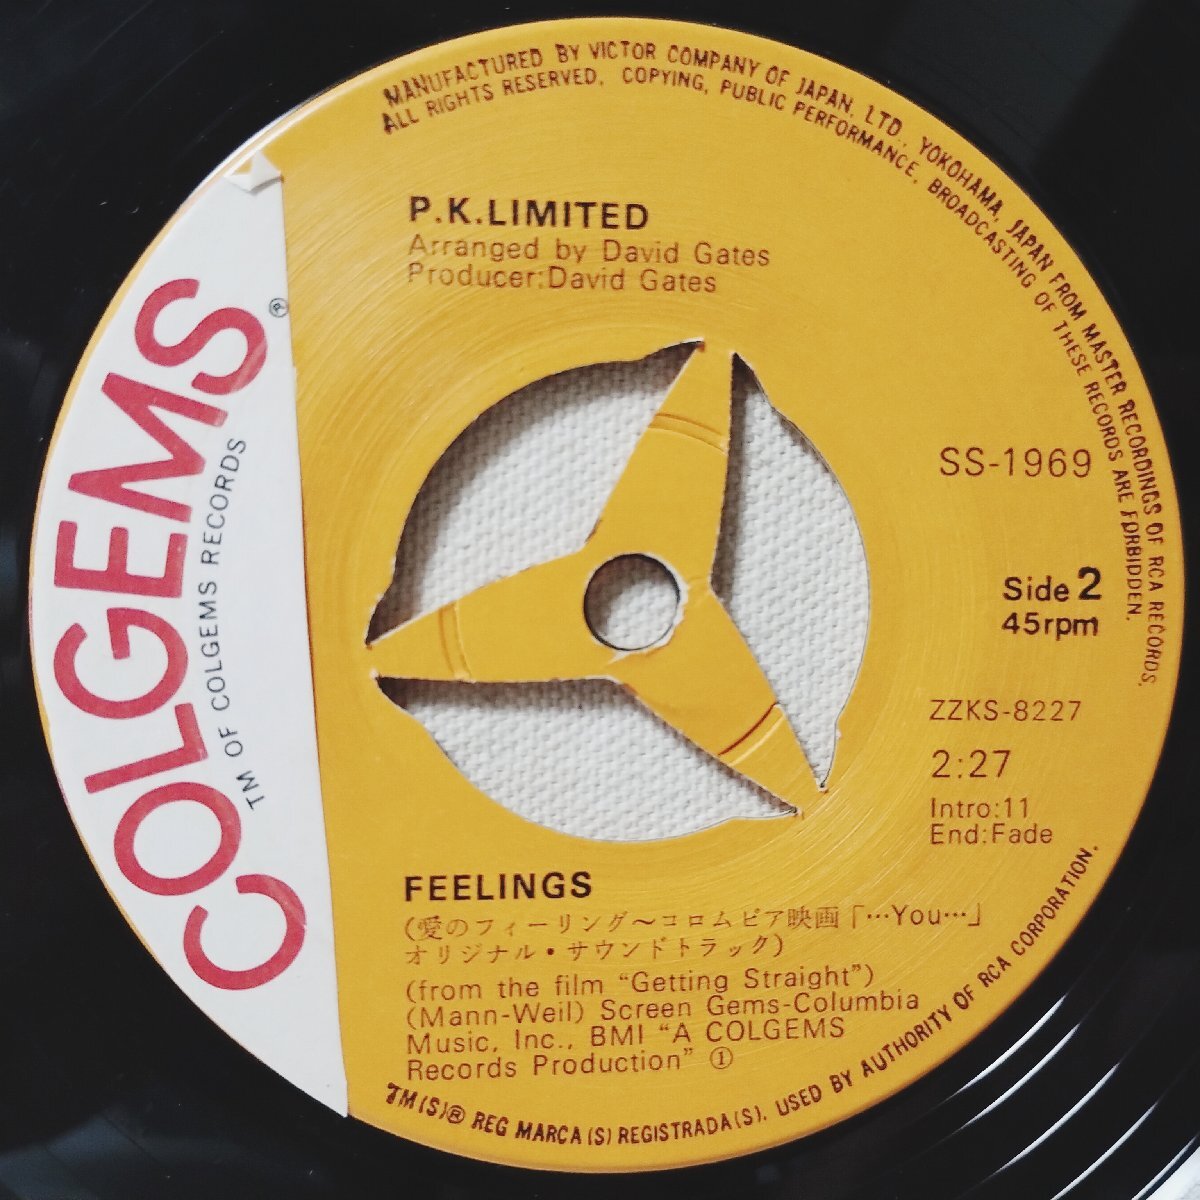 MANUFACTURED BY VICTOR COMPANY OF JAPAN, LTD., YOKOHAMA, JAPAN FROM MASTER RECORDINGS OF RCA RECORDS.
ALL RIGHTS RESERVED. COPYING, PUBLIC PERFORMANCE, BROADCASTING OF THESE RECORDS ARE FORBIDDEN.
P.K.LIMITED
Arranged by David Gates
Producer:David Gates
COLGEMS®
TM OF COLGEMS RECORDS
SS-1969
Side 2
45rpm
ZZKS-8227
2:27
Intro:11
End:Fade
FEELINGS
(愛のフィーリング〜コロムビア映画「…You…」
オリジナル・サウンドトラック)
(from the film “Getting Straight”)
(Mann-Weil) Screen Gems-Columbia
Music, Inc., BMI “A COLGEMS
Records Production” ①
TM(S)® REG MARCA(S) REGISTRADA(S). USED BY AUTHORITY OF RCA CORPORATION.